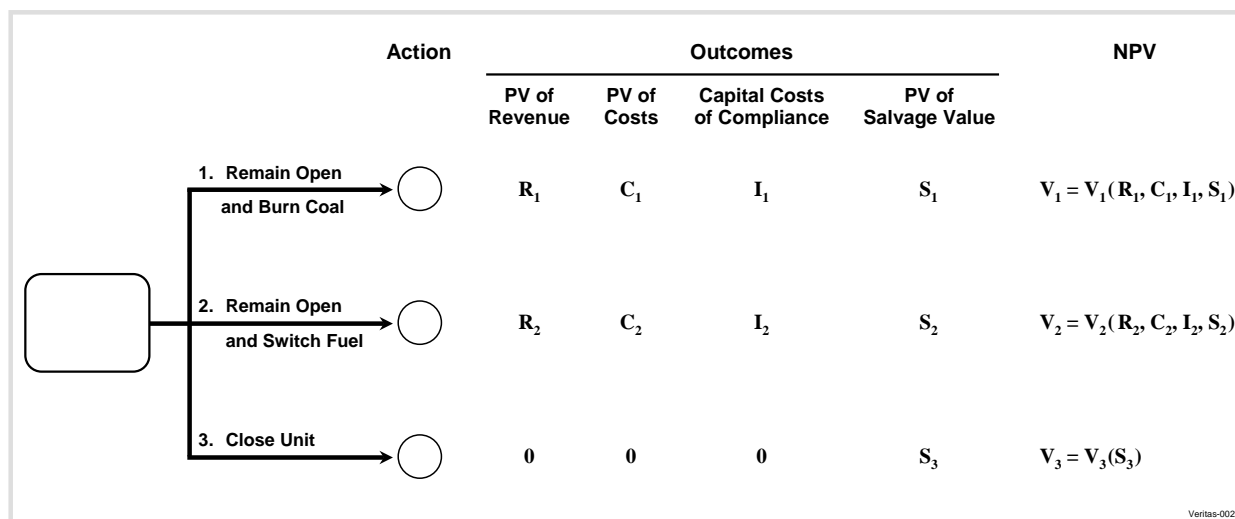 Action Outcomes NPV
PV of Revenue PV of Costs Capital Costs of Compliance PV of Salvage Value
1. Remain Open and Burn Coal R₁ C₁ I₁ S₁ V₁ = V₁(R₁, C₁, I₁, S₁)
2. Remain Open and Switch Fuel R₂ C₂ I₂ S₂ V₂ = V₂(R₂, C₂, I₂, S₂)
3. Close Unit 0 0 0 S₃ V₃ = V₃(S₃)
Veritas-002